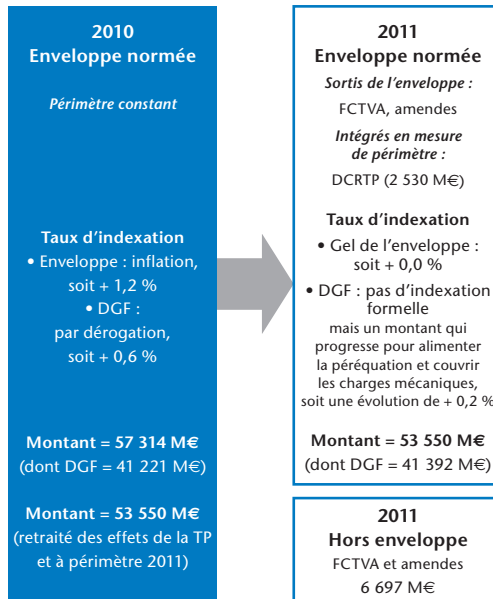 2010
Enveloppe normée
Périmètre constant
Taux d'indexation
• Enveloppe : inflation,
soit + 1,2 %
• DGF :
par dérogation,
soit + 0,6 %
Montant = 57 314 M€
(dont DGF = 41 221 M€)
Montant = 53 550 M€
(retraité des effets de la TP
et à périmètre 2011)
2011
Enveloppe normée
Sortis de l'enveloppe :
FCTVA, amendes
Intégrés en mesure
de périmètre :
DCRTP (2 530 M€)
Taux d'indexation
• Gel de l'enveloppe :
soit + 0,0 %
• DGF : pas d'indexation
formelle
mais un montant qui
progresse pour alimenter
la péréquation et couvrir
les charges mécaniques,
soit une évolution de + 0,2 %
Montant = 53 550 M€
(dont DGF = 41 392 M€)
2011
Hors enveloppe
FCTVA et amendes
6 697 M€